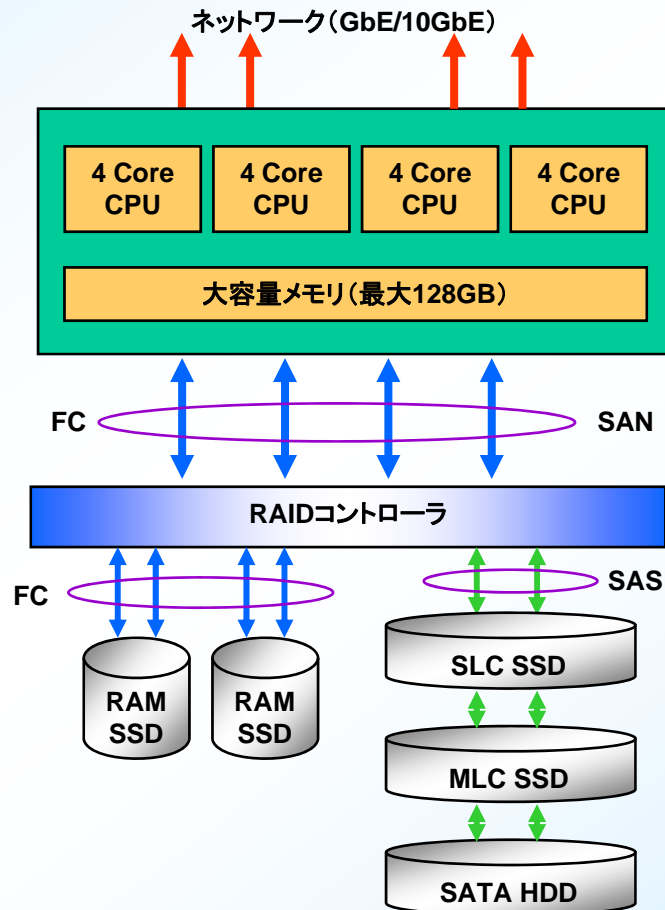 ネットワーク(GbE/10GbE)
4 Core
CPU
4 Core
CPU
4 Core
CPU
4 Core
CPU
大容量メモリ(最大128GB)
FC
SAN
RAIDコントローラ
FC
SAS
RAM
SSD
RAM
SSD
SLC SSD
MLC SSD
SATA HDD